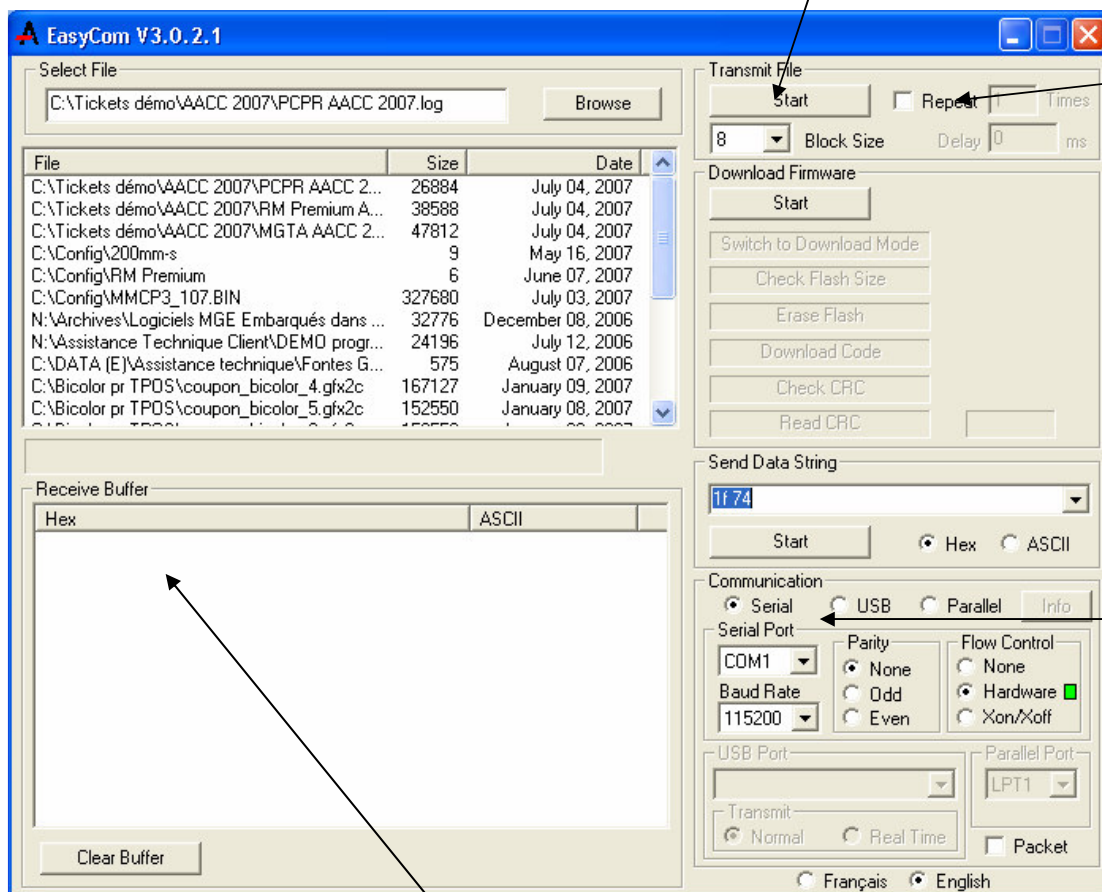 EasyCom V3.0.2.1
Select File
C:\Tickets démo\AACC 2007\PCPR AACC 2007.log
Browse
File Size Date
C:\Tickets démo\AACC 2007\PCPR AACC 2... 26884 July 04, 2007
C:\Tickets démo\AACC 2007\RM Premium A... 38588 July 04, 2007
C:\Tickets démo\AACC 2007\MGTA AACC 2... 47812 July 04, 2007
C:\Config\200mm-s 9 May 16, 2007
C:\Config\RM Premium 6 June 07, 2007
C:\Config\MMCP3_107.BIN 327680 July 03, 2007
N:\Archives\Logiciels MGE Embarqués dans ... 32776 December 08, 2006
N:\Assistance Technique Client\DEMO progr... 24196 July 12, 2006
C:\DATA (E)\Assistance technique\Fontes G... 575 August 07, 2006
C:\Bicolor pr TPOS\coupon_bicolor_4.gfx2c 167127 January 09, 2007
C:\Bicolor pr TPOS\coupon_bicolor_5.gfx2c 152550 January 08, 2007
Receive Buffer
Hex ASCII
Clear Buffer
Transmit File
Start Repeat 1 Times
8 Block Size Delay 0 ms
Download Firmware
Start
Switch to Download Mode
Check Flash Size
Erase Flash
Download Code
Check CRC
Read CRC
Send Data String
1f 74
Start Hex ASCII
Communication
Serial USB Parallel Info
Serial Port
COM1
Baud Rate
115200
Parity
None
Odd
Even
Flow Control
None
Hardware
Xon/Xoff
USB Port
Transmit
Normal Real Time
Parallel Port
LPT1
Packet
Français English